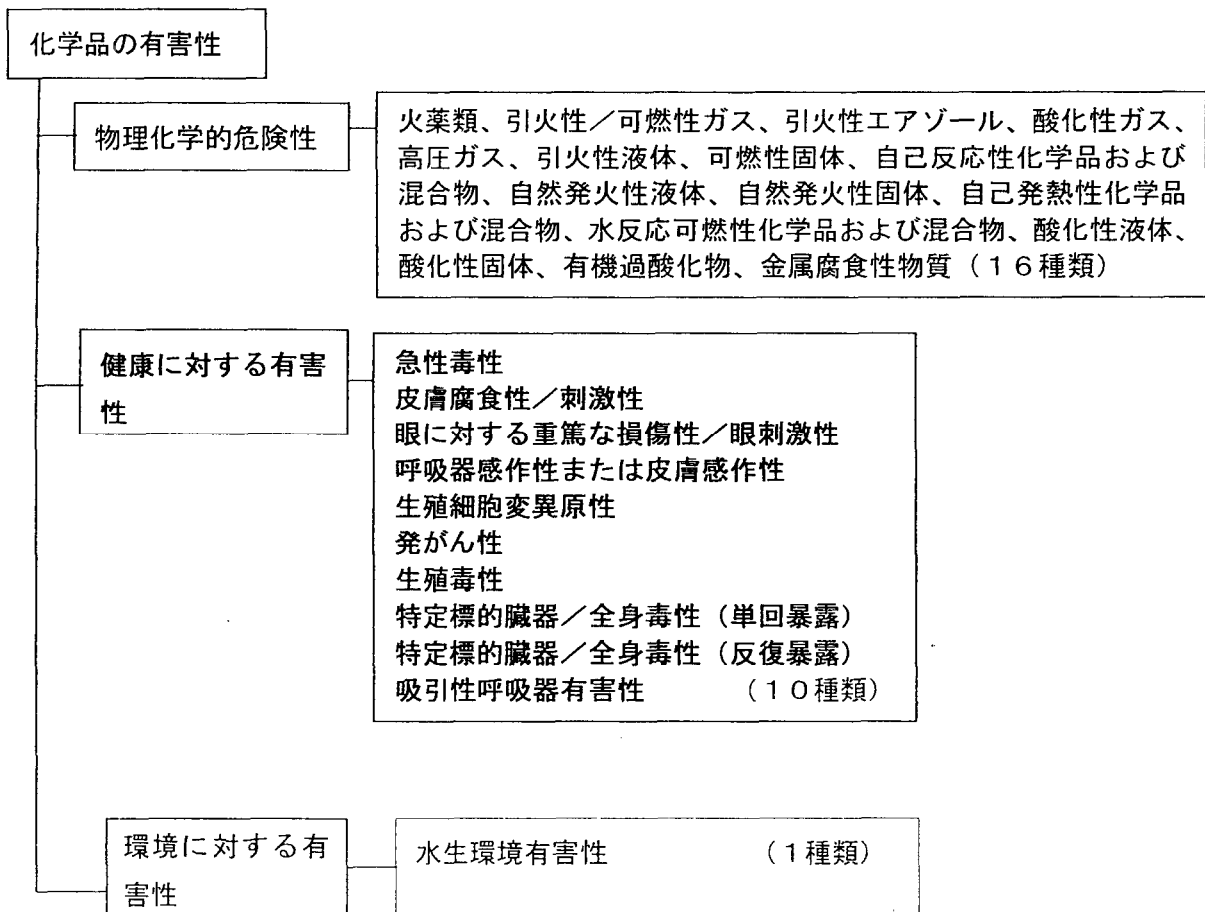 化学品の有害性
物理化学的危険性
火薬類、引火性／可燃性ガス、引火性エアゾール、酸化性ガス、
高圧ガス、引火性液体、可燃性固体、自己反応性化学品および
混合物、自然発火性液体、自然発火性固体、自己発熱性化学品
および混合物、水反応可燃性化学品および混合物、酸化性液体、
酸化性固体、有機過酸化物、金属腐食性物質（１６種類）
健康に対する有害
性
急性毒性
皮膚腐食性／刺激性
眼に対する重篤な損傷性／眼刺激性
呼吸器感作性または皮膚感作性
生殖細胞変異原性
発がん性
生殖毒性
特定標的臓器／全身毒性（単回暴露）
特定標的臓器／全身毒性（反復暴露）
吸引性呼吸器有害性　（１０種類）
環境に対する有
害性
水生環境有害性　（１種類）